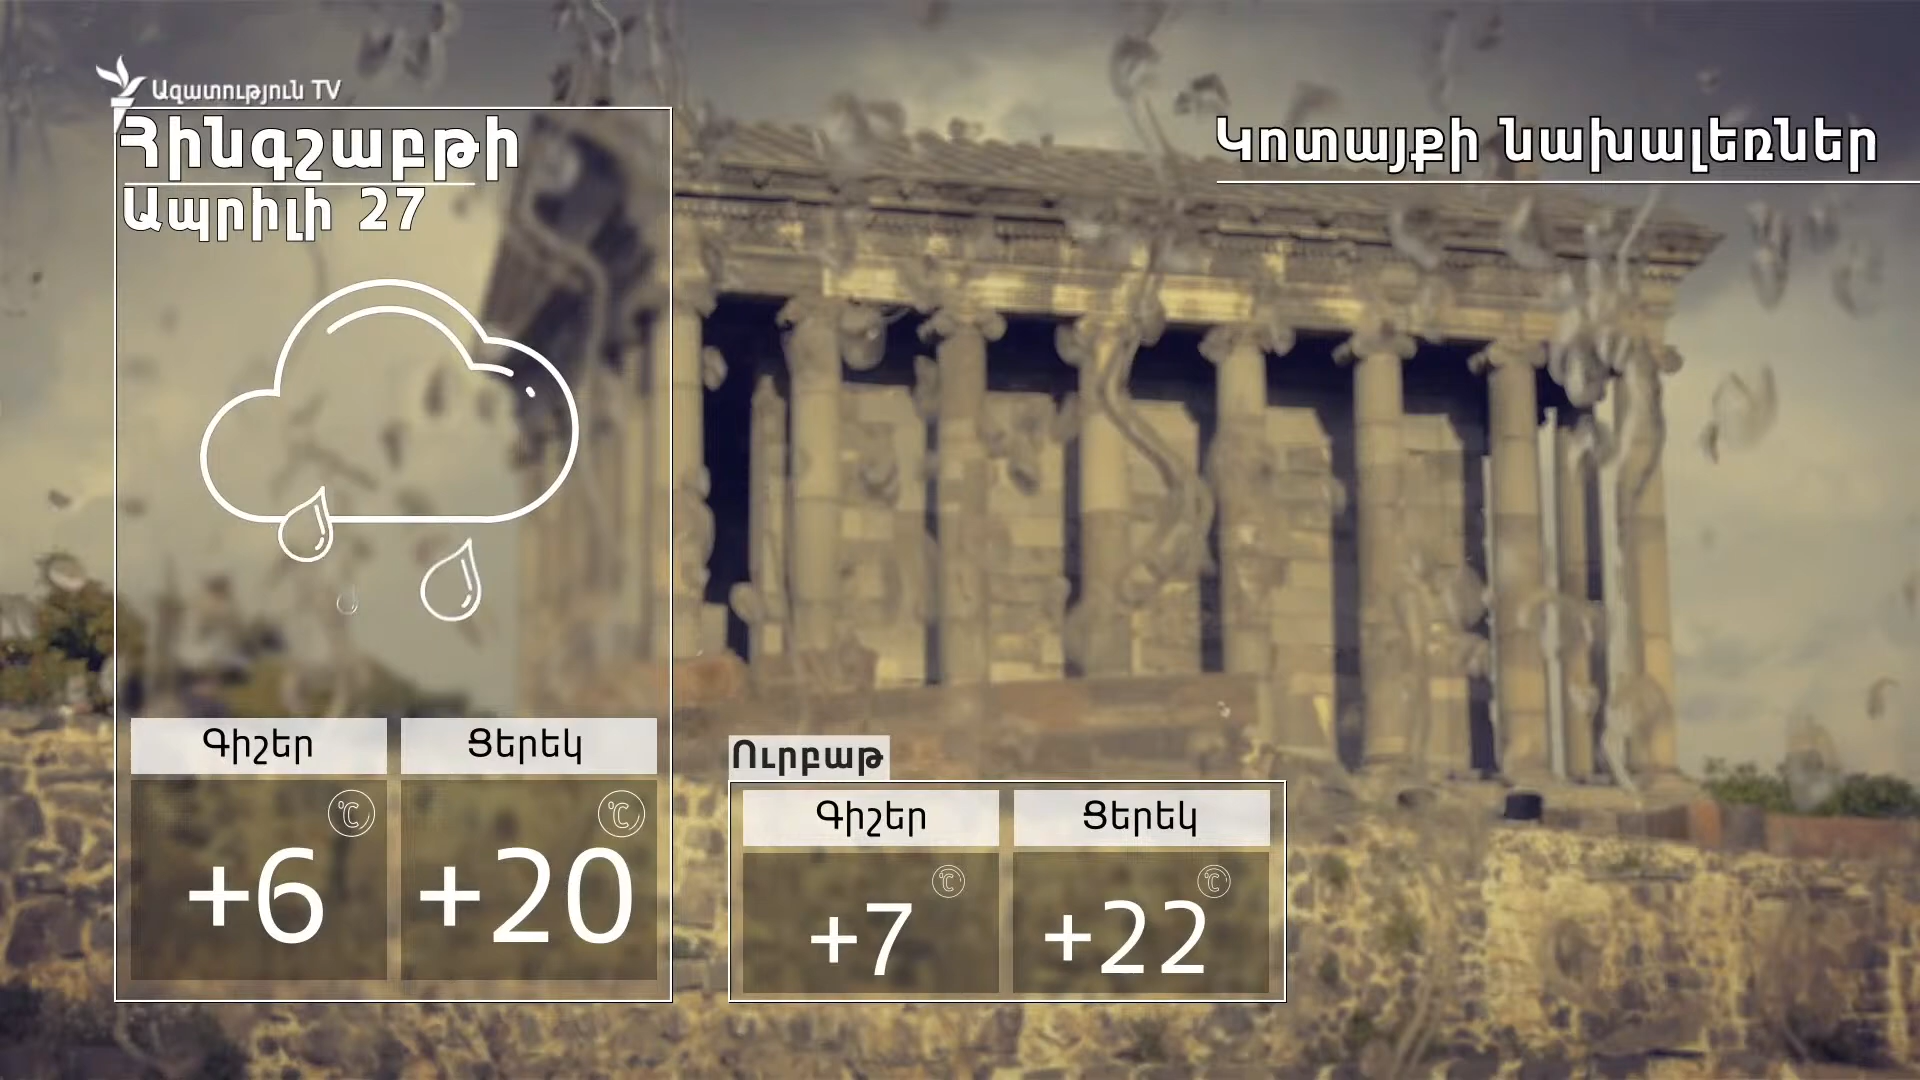 Ազատություն TV
Հինգշաբթի
Ապրիլի 27
Կոտայքի նախալեռներ
Գիշեր
Ցերեկ
℃
℃
+6
+20
Ուրբաթ
Գիշեր
Ցերեկ
℃
℃
+7
+22